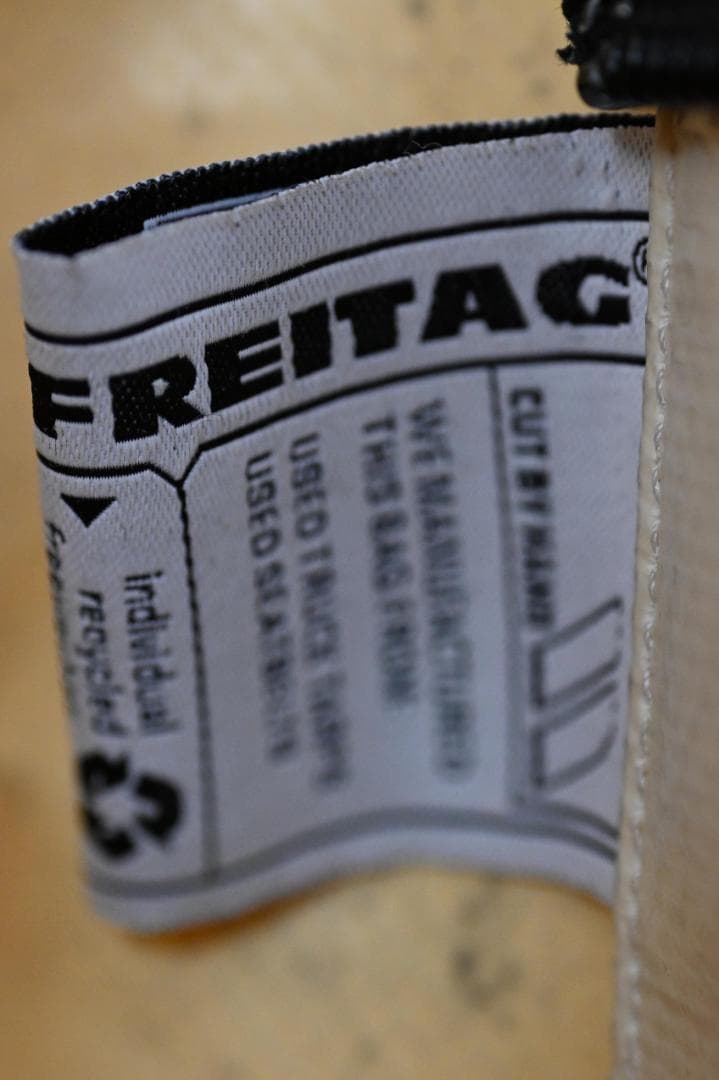 FREITAG®
CUT BY HAND
WE MANUFACTURED
THIS BAG FROM
USED TRUCK TARPS
USED SEATBELTS
individual
recycled